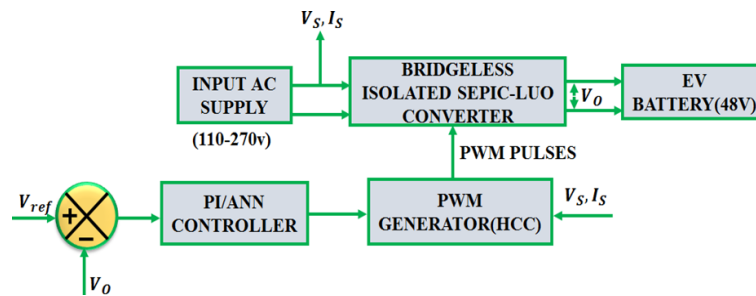 V_S, I_S
INPUT AC
SUPPLY
(110-270v)
BRIDGELESS
ISOLATED SEPIC-LUO
CONVERTER
V_O
EV
BATTERY(48V)
PWM PULSES
V_ref
+
−
V_O
PI/ANN
CONTROLLER
PWM
GENERATOR(HCC)
V_S, I_S